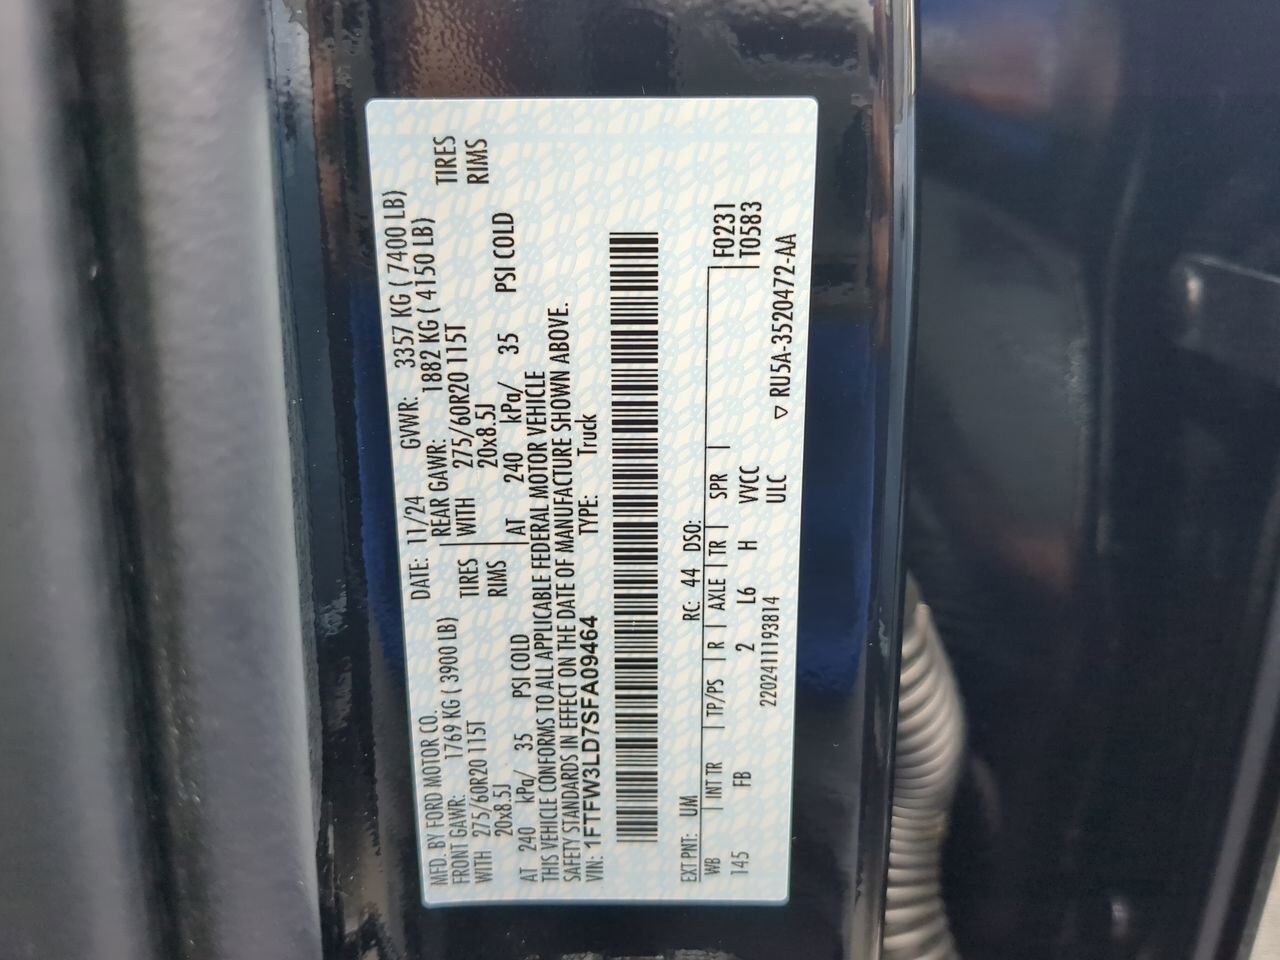 MFD. BY FORD MOTOR CO. DATE: 11/24 GVWR: 3357 KG ( 7400 LB)
FRONT GAWR: 1769 KG ( 3900 LB) REAR GAWR: 1882 KG ( 4150 LB)
WITH 275/60R20 115T TIRES WITH 275/60R20 115T TIRES
20x8.5J RIMS 20x8.5J RIMS
AT 240 kPa/ 35 PSI COLD AT 240 kPa/ 35 PSI COLD
THIS VEHICLE CONFORMS TO ALL APPLICABLE FEDERAL MOTOR VEHICLE
SAFETY STANDARDS IN EFFECT ON THE DATE OF MANUFACTURE SHOWN ABOVE.
VIN: 1FTFW3LD7SFA09464 TYPE: Truck
EXT PNT: UM RC: 44 DSO:
WB INT TR TP/PS R AXLE TR SPR F0231
145 FB 2 L6 H VVCC T0583
2202411193814 ULC
▽ RU5A-3520472-AA